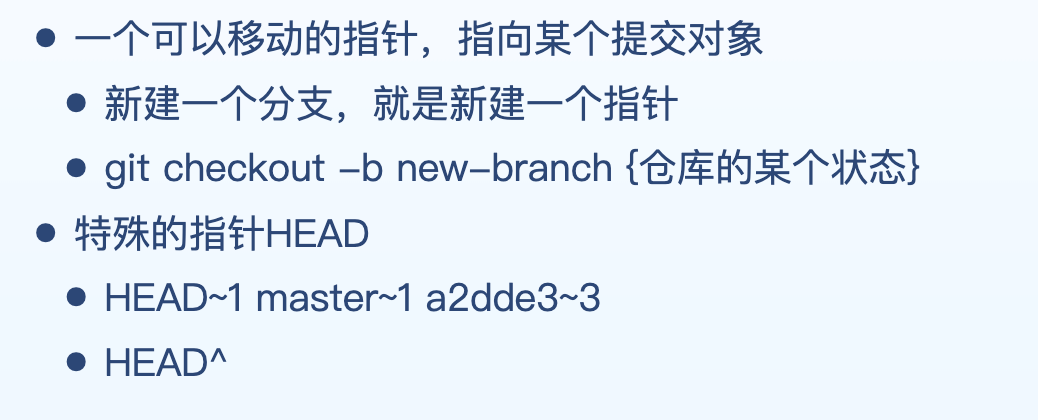 ● 一个可以移动的指针，指向某个提交对象
● 新建一个分支，就是新建一个指针
● git checkout –b new–branch {仓库的某个状态}
● 特殊的指针HEAD
● HEAD~1 master~1 a2dde3~3
● HEAD^